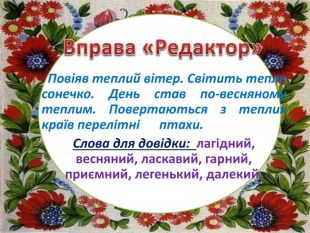 Вправа «Редактор»
Повіяв теплий вітер. Світить тепле
сонечко. День став по-весняному
теплим. Повертаються з теплих
країв перелітні птахи.
Слова для довідки: лагідний,
весняний, ласкавий, гарний,
приємний, легенький, далекий